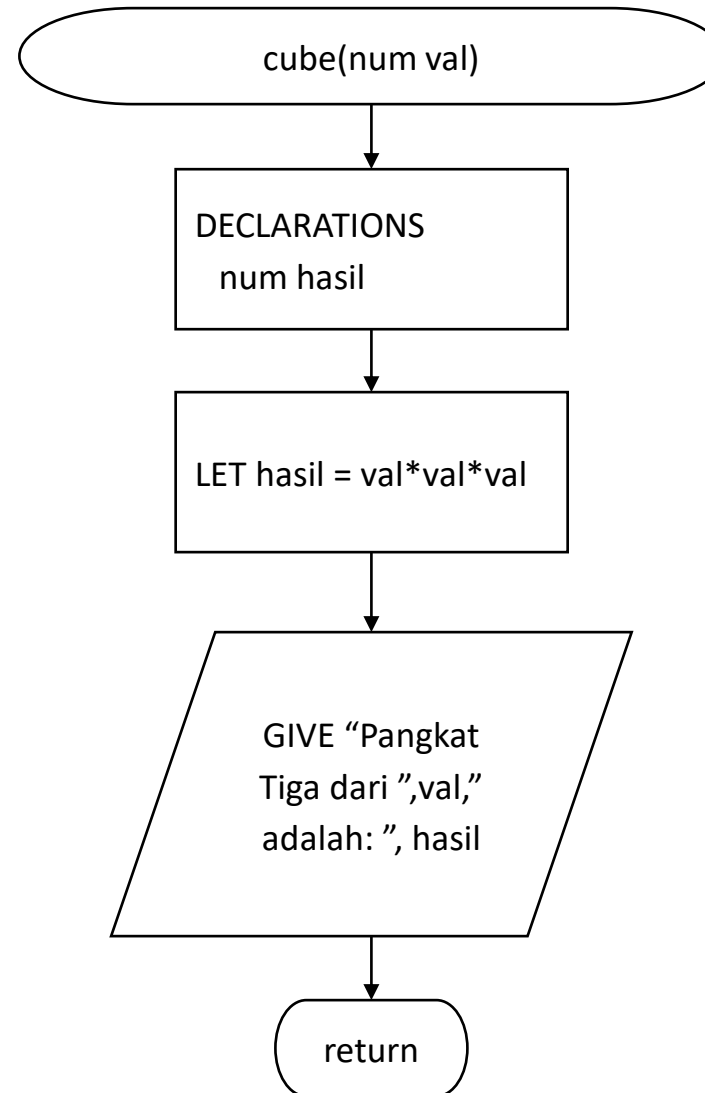 cube(num val)
DECLARATIONS
num hasil
LET hasil = val*val*val
GIVE “Pangkat
Tiga dari ”,val,”
adalah: ”, hasil
return